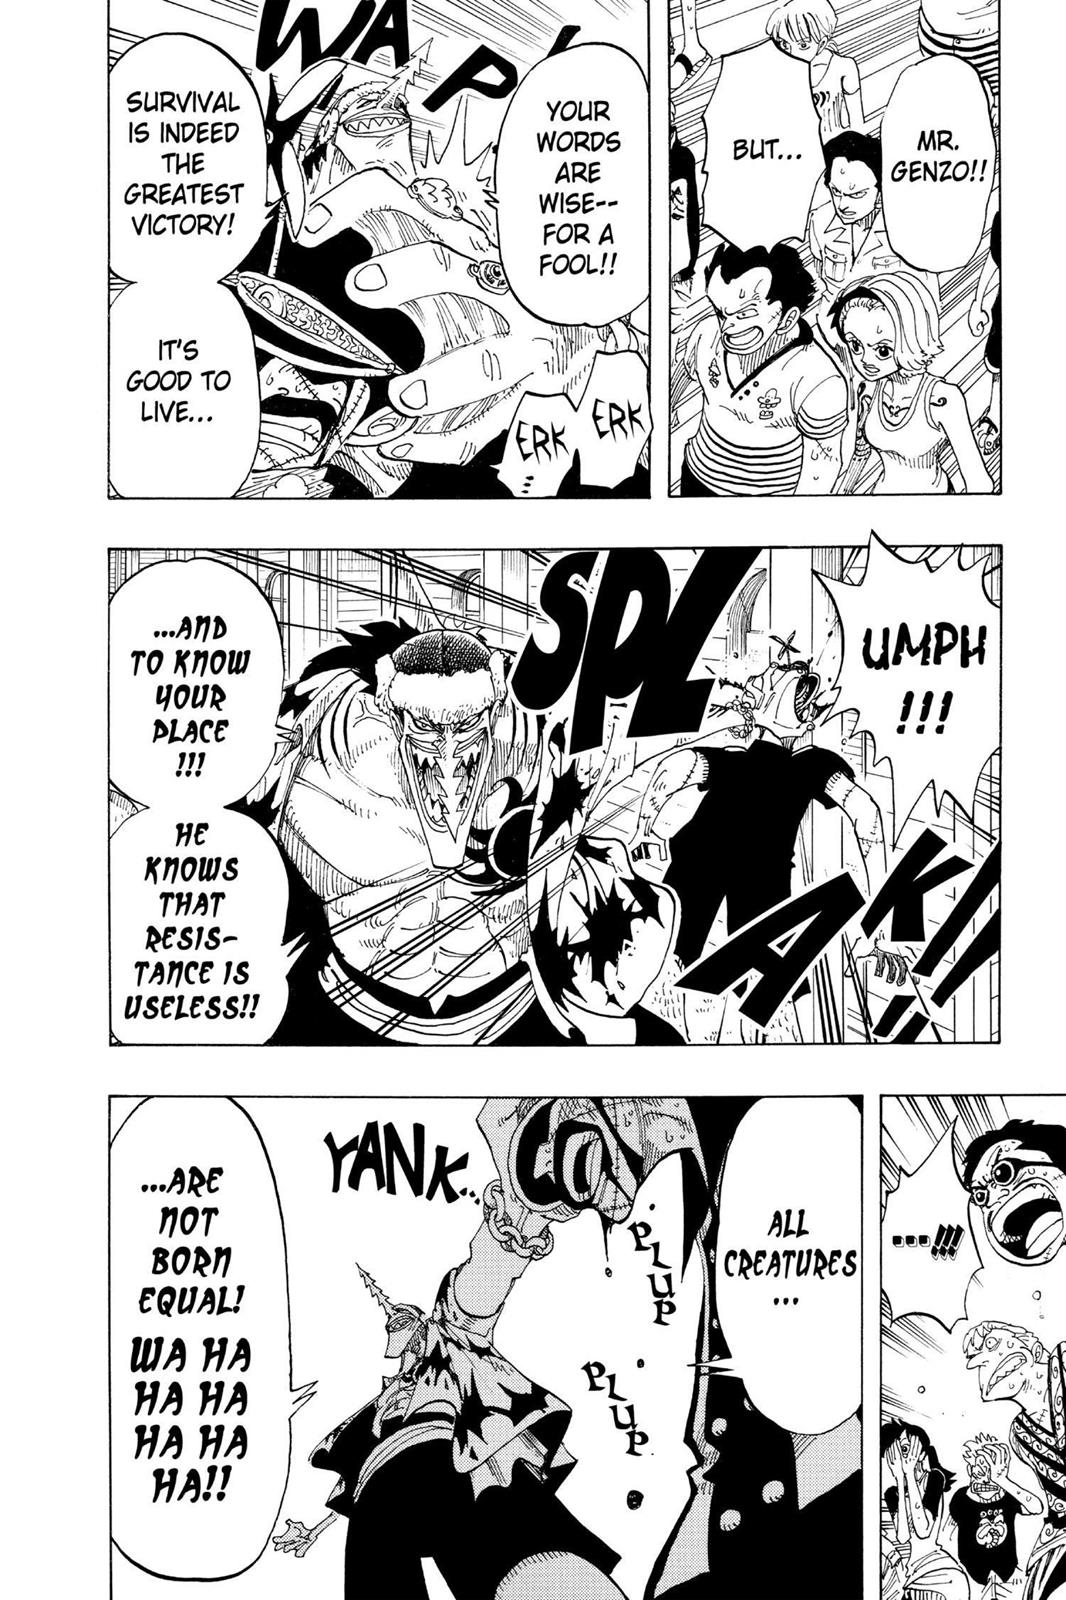 MR.
GENZO!!
BUT...
WAP!
YOUR
WORDS
ARE
WISE--
FOR A
FOOL!!
SURVIVAL
IS INDEED
THE
GREATEST
VICTORY!
IT'S
GOOD TO
LIVE...
ERK
ERK
...
UMPH
!!!
SPL
AK!!
...AND
TO KNOW
YOUR
PLACE
!!!
HE
KNOWS
THAT
RESIS-
TANCE IS
USELESS!!
...!!!
ALL
CREATURES
...
PLUP
PLUP
YANK...
...ARE
NOT
BORN
EQUAL!
WA HA
HA HA
HA HA
HA!!